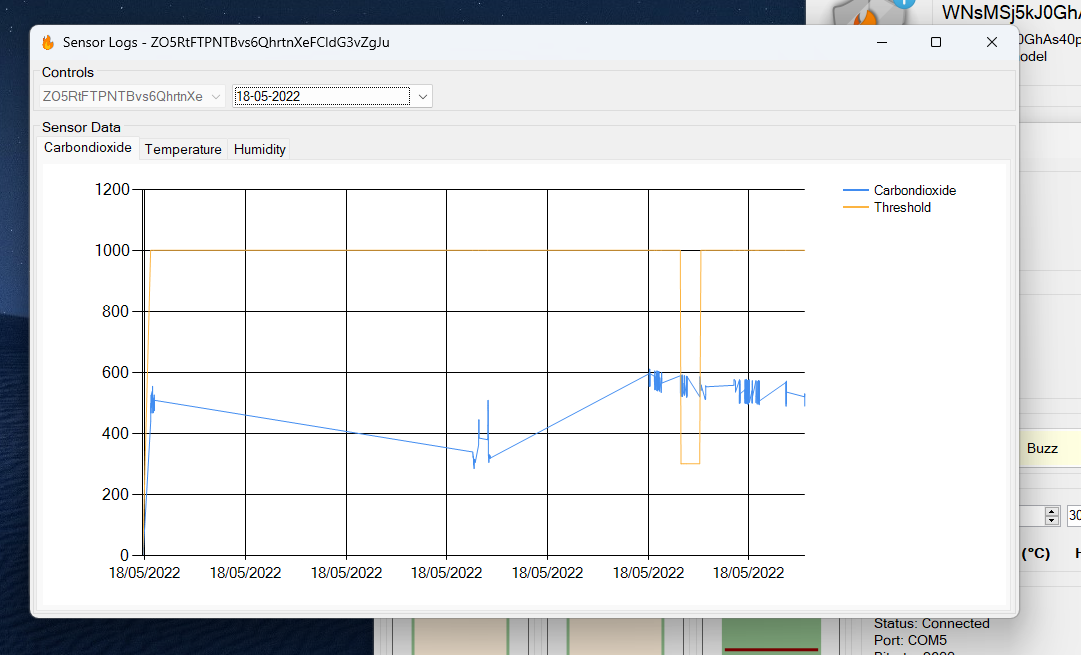 WNsMSj5kJ0GhA
Sensor Logs - ZO5RtFTPNTBvs6QhrtnXeFCldG3vZgJu
0GhAs40p
odel
Controls
ZO5RtFTPNTBvs6QhrtnXe
18-05-2022
Sensor Data
Carbondioxide Temperature Humidity
1200
1000
800
600
400
200
0
18/05/2022 18/05/2022 18/05/2022 18/05/2022 18/05/2022 18/05/2022 18/05/2022
Carbondioxide
Threshold
Buzz
30
(°C) H
Status: Connected
Port: COM5